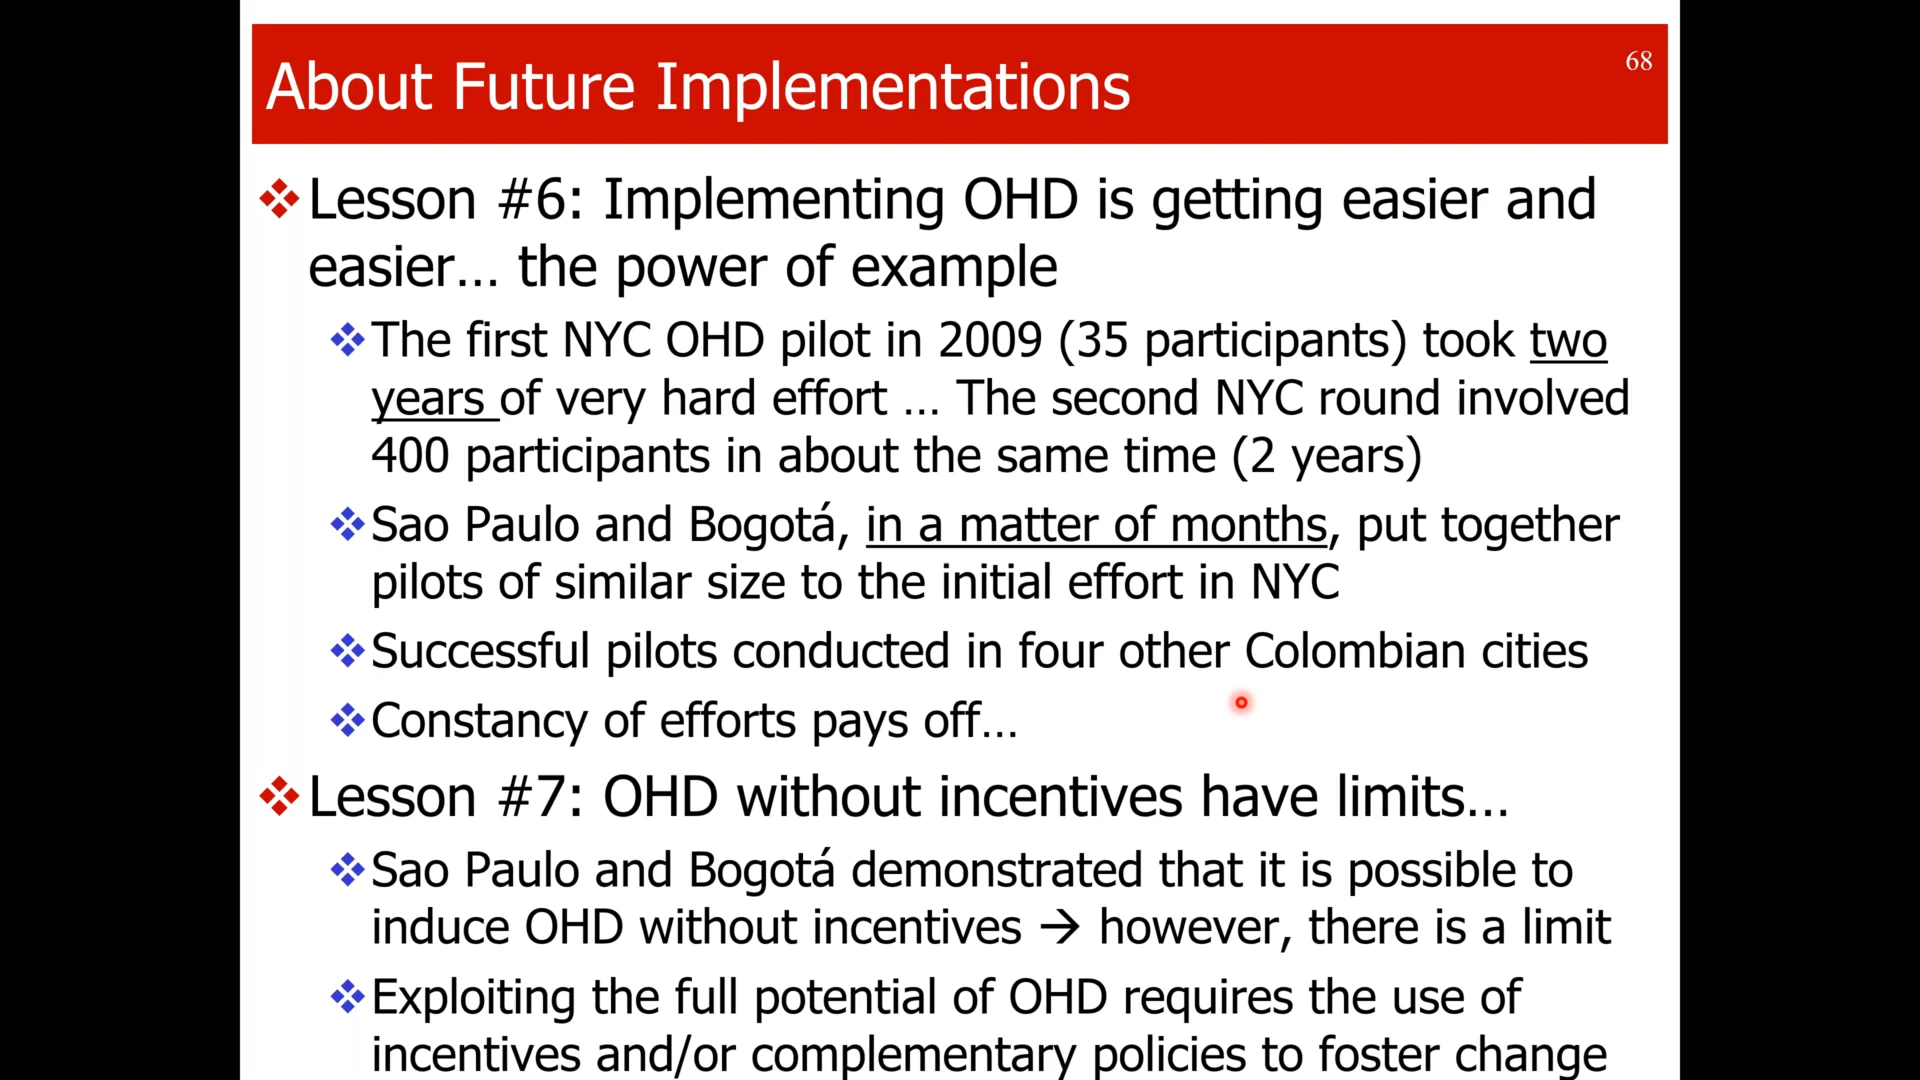 About Future Implementations
68
Lesson #6: Implementing OHD is getting easier and
easier... the power of example
The first NYC OHD pilot in 2009 (35 participants) took two
years of very hard effort ... The second NYC round involved
400 participants in about the same time (2 years)
Sao Paulo and Bogotá, in a matter of months, put together
pilots of similar size to the initial effort in NYC
Successful pilots conducted in four other Colombian cities
Constancy of efforts pays off...
Lesson #7: OHD without incentives have limits...
Sao Paulo and Bogotá demonstrated that it is possible to
induce OHD without incentives → however, there is a limit
Exploiting the full potential of OHD requires the use of
incentives and/or complementary policies to foster change